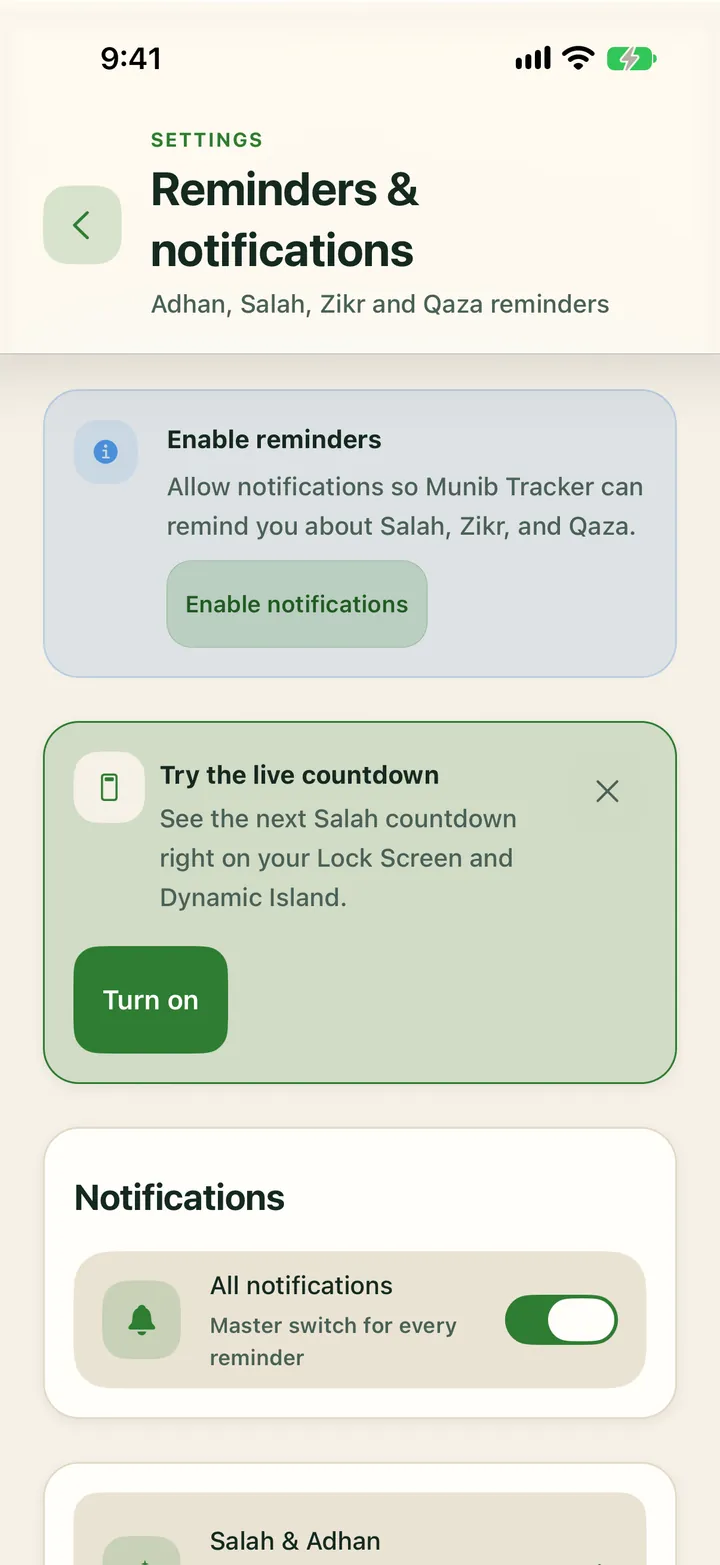 9:41
SETTINGS
Reminders &
notifications
Adhan, Salah, Zikr and Qaza reminders
Enable reminders
Allow notifications so Munib Tracker can
remind you about Salah, Zikr, and Qaza.
Enable notifications
Try the live countdown
See the next Salah countdown
right on your Lock Screen and
Dynamic Island.
Turn on
Notifications
All notifications
Master switch for every
reminder
Salah & Adhan